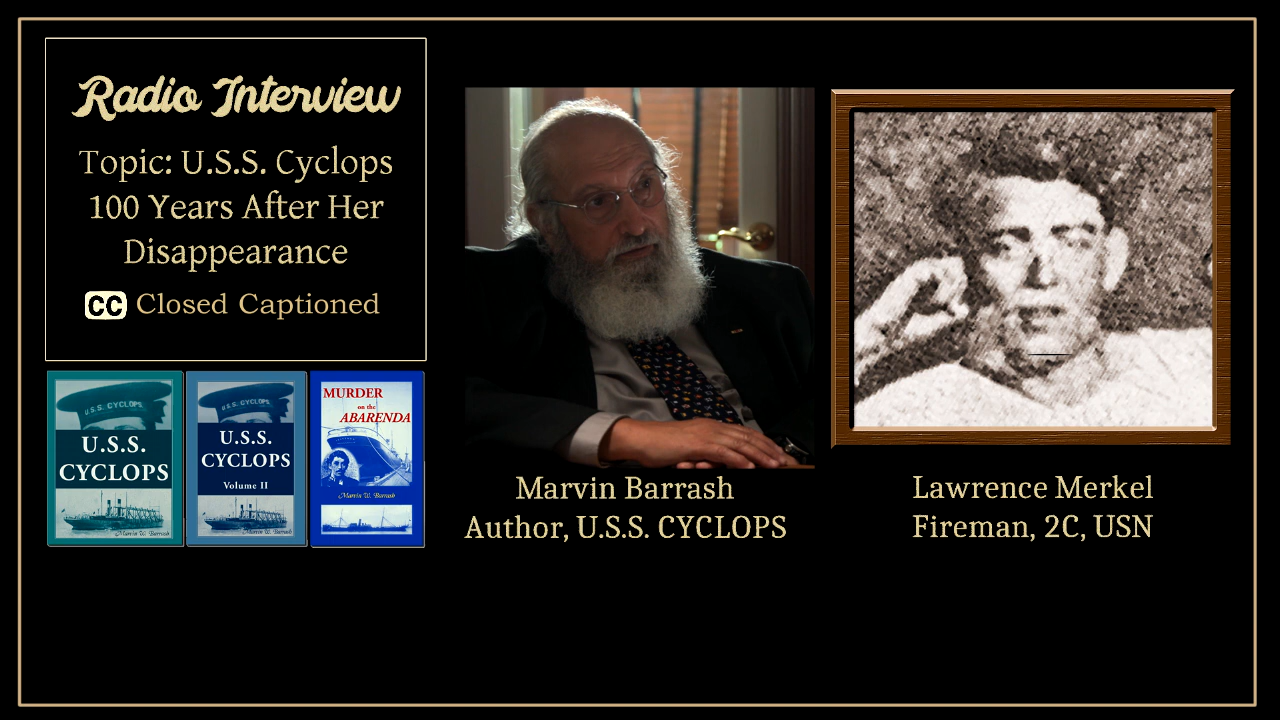 Radio Interview
Topic: U.S.S. Cyclops
100 Years After Her
Disappearance
CC Closed Captioned
U.S.S. CYCLOPS
U.S.S.
CYCLOPS
Marvin W. Barrash
U.S.S. CYCLOPS
U.S.S.
CYCLOPS
Volume II
Marvin W. Barrash
MURDER
on the
ABARENDA
Marvin W. Barrash
Marvin Barrash
Author, U.S.S. CYCLOPS
Lawrence Merkel
Fireman, 2C, USN